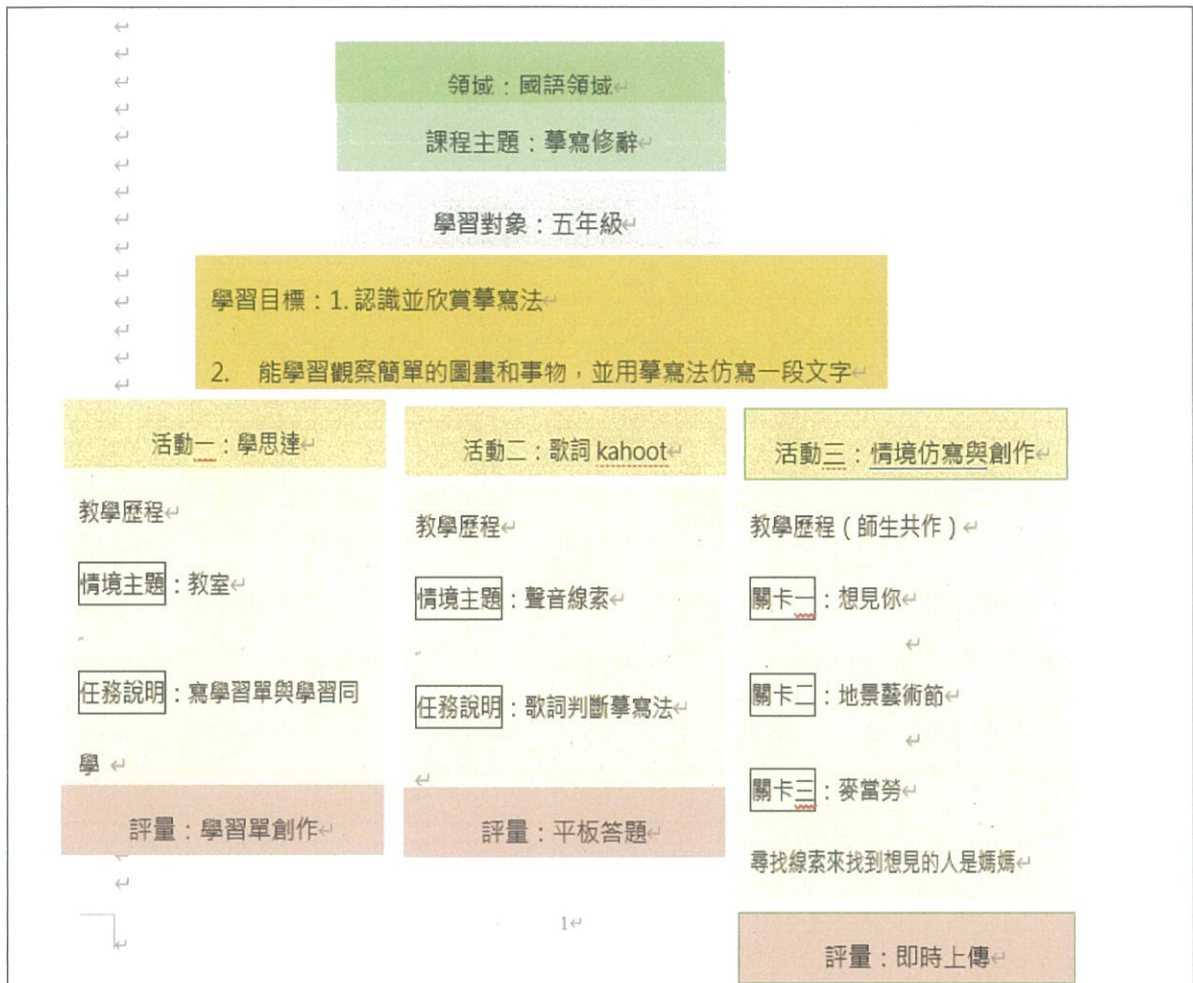 領域：國語領域
課程主題：摹寫修辭
學習對象：五年級
學習目標：1. 認識並欣賞摹寫法
2. 能學習觀察簡單的圖畫和事物，並用摹寫法仿寫一段文字
活動一：學思達
教學歷程
情境主題：教室
任務說明：寫學習單與學習同
學
評量：學習單創作
活動二：歌詞 kahoot
教學歷程
情境主題：聲音線索
任務說明：歌詞判斷摹寫法
評量：平板答題
活動三：情境仿寫與創作
教學歷程（師生共作）
關卡一：想見你
關卡二：地景藝術節
關卡三：麥當勞
尋找線索來找到想見的人是媽媽
評量：即時上傳
1